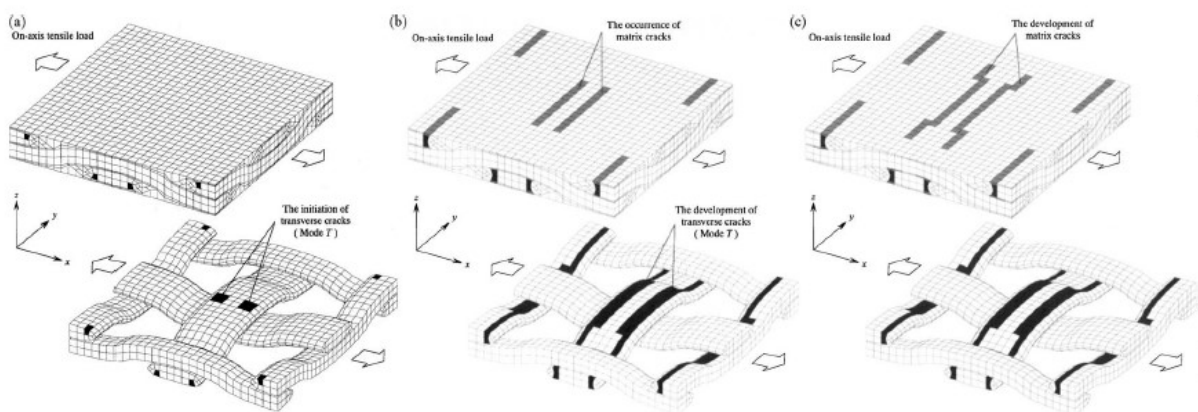 (a)
On-axis tensile load
z
y
x
The initiation of
transverse cracks
( Mode T )
(b)
On-axis tensile load
The occurrence of
matrix cracks
z
y
x
The development of
transverse cracks
( Mode T )
(c)
On-axis tensile load
The development of
matrix cracks
z
y
x